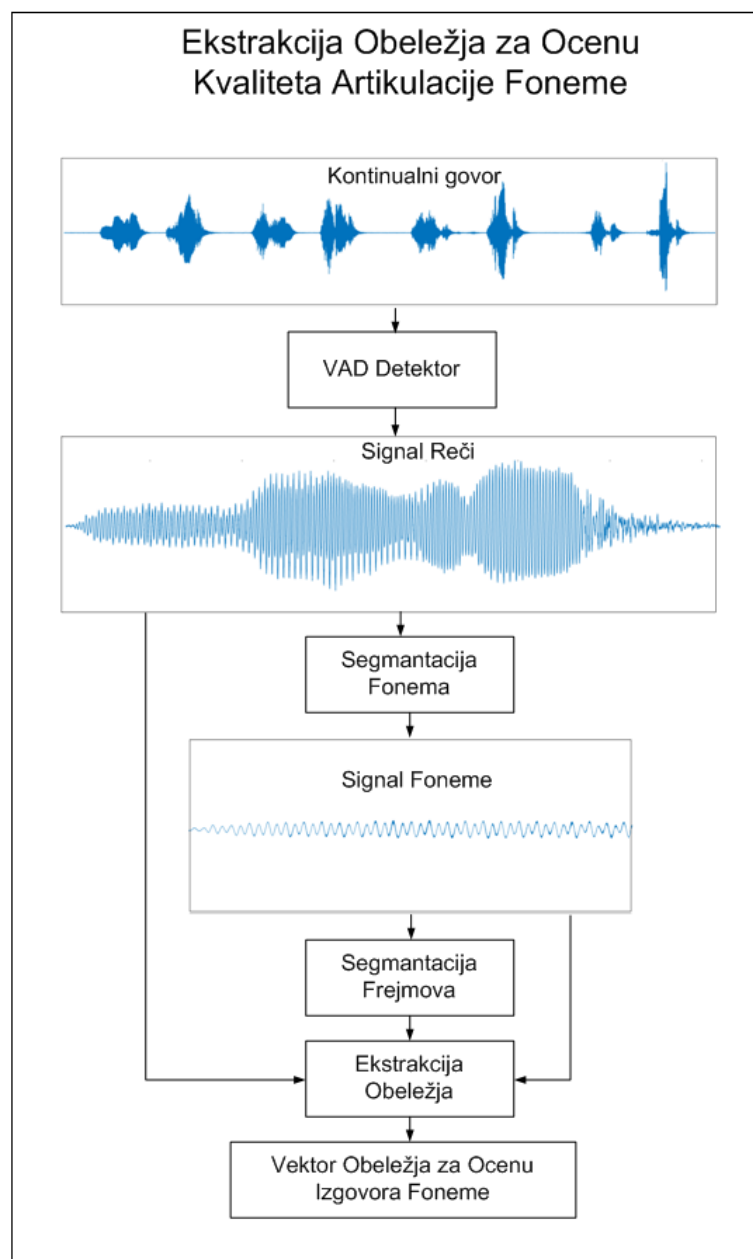 Ekstrakcija Obeležja za Ocenu
Kvaliteta Artikulacije Foneme
Kontinualni govor
VAD Detektor
Signal Reči
Segmantacija
Fonema
Signal Foneme
Segmantacija
Frejmova
Ekstrakcija
Obeležja
Vektor Obeležja za Ocenu
Izgovora Foneme